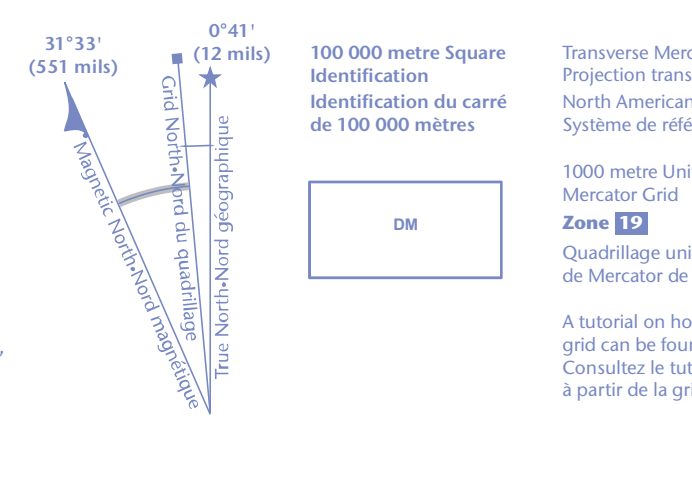 31°33'
(551 mils)
0°41'
(12 mils)
Magnetic North•Nord magnétique
Grid North•Nord du quadrillage
True North•Nord géographique
100 000 metre Square
Identification
Identification du carré
de 100 000 mètres
DM
Transverse Merc
Projection trans
North American
Système de réfé
1000 metre Uni
Mercator Grid
Zone 19
Quadrillage uni
de Mercator de
A tutorial on ho
grid can be four
Consultez le tut
à partir de la gri